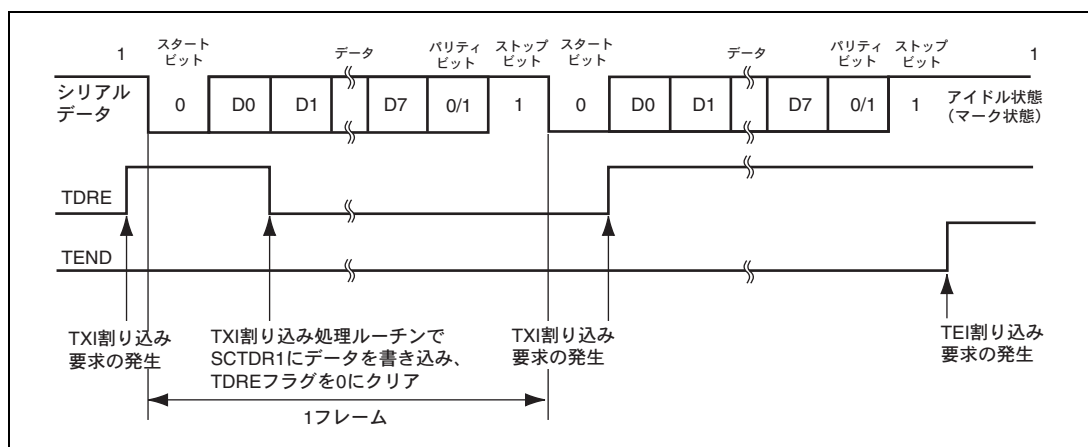 1 スタート ビット データ パリティ ビット ストップ ビット スタート ビット データ パリティ ビット ストップ ビット 1
シリアル データ 0 D0 D1 D7 0/1 1 0 D0 D1 D7 0/1 1 アイドル状態 (マーク状態)
TDRE
TEND
TXI割り込み
要求の発生
TXI割り込み処理ルーチンで
SCTDR1にデータを書き込み、
TDREフラグを0にクリア
TXI割り込み
要求の発生
TEI割り込み
要求の発生
1フレーム